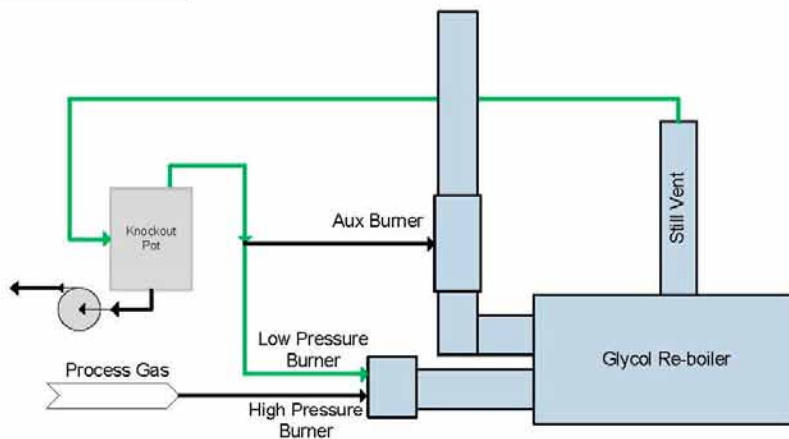 Knockout
Pot
Aux Burner
Still Vent
Low Pressure
Burner
Glycol Re-boiler
Process Gas
High Pressure
Burner